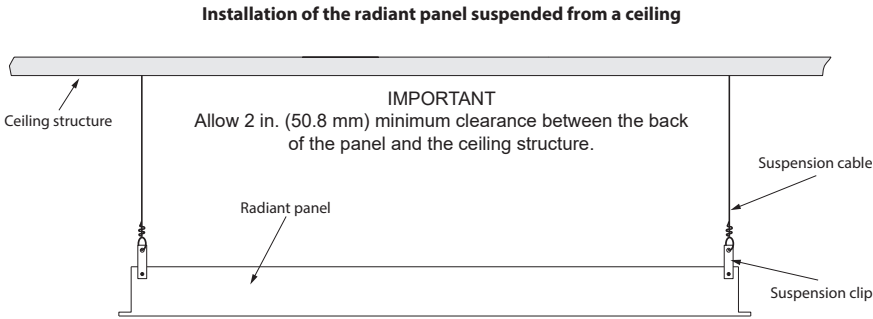 Installation of the radiant panel suspended from a ceiling
IMPORTANT
Ceiling structure
Allow 2 in. (50.8 mm) minimum clearance between the back
of the panel and the ceiling structure.
Suspension cable
Radiant panel
Suspension clip